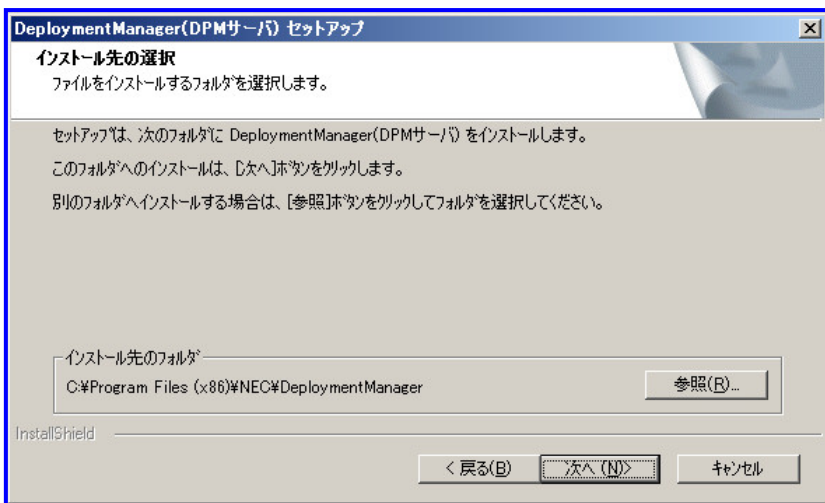 DeploymentManager(DPMサーバ) セットアップ
インストール先の選択
ファイルをインストールするフォルダを選択します。
セットアップは、次のフォルダに DeploymentManager(DPMサーバ) をインストールします。
このフォルダへのインストールは、[次へ]ボタンをクリックします。
別のフォルダへインストールする場合は、[参照]ボタンをクリックしてフォルダを選択してください。
インストール先のフォルダ
C:¥Program Files (x86)¥NEC¥DeploymentManager
参照(R)...
InstallShield
< 戻る(B)
次へ (N)>
キャンセル